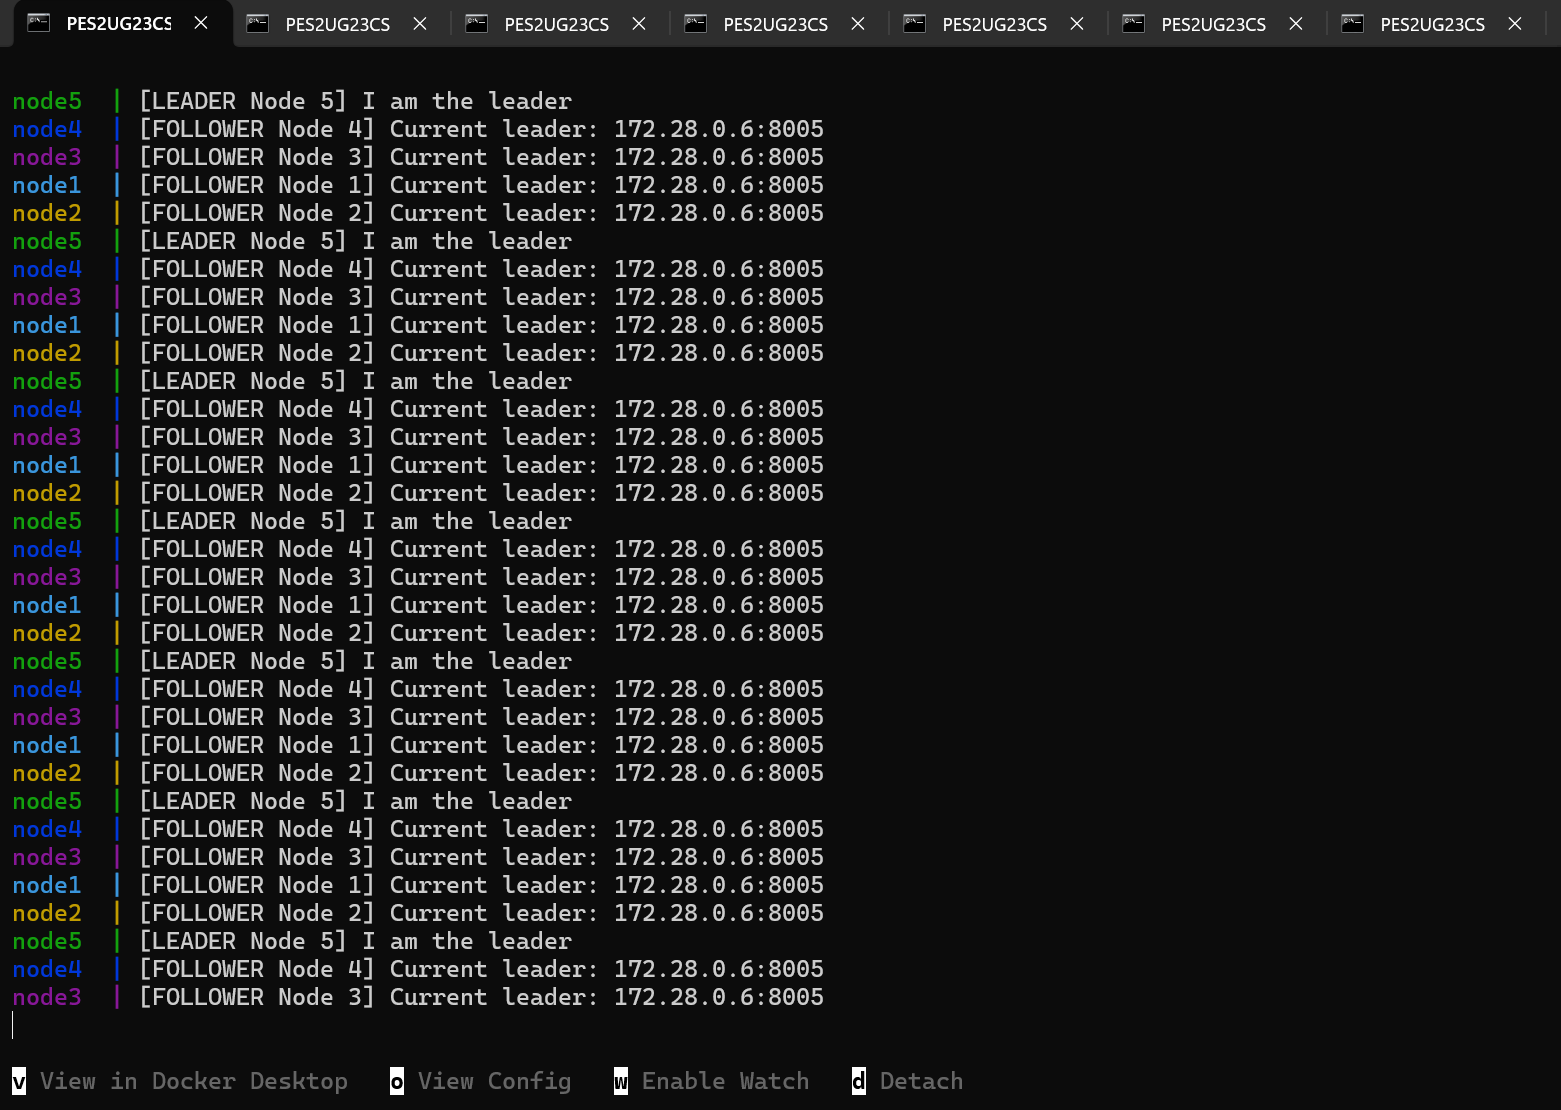 PES2UG23CS PES2UG23CS PES2UG23CS PES2UG23CS PES2UG23CS PES2UG23CS PES2UG23CS
node5 | [LEADER Node 5] I am the leader
node4 | [FOLLOWER Node 4] Current leader: 172.28.0.6:8005
node3 | [FOLLOWER Node 3] Current leader: 172.28.0.6:8005
node1 | [FOLLOWER Node 1] Current leader: 172.28.0.6:8005
node2 | [FOLLOWER Node 2] Current leader: 172.28.0.6:8005
node5 | [LEADER Node 5] I am the leader
node4 | [FOLLOWER Node 4] Current leader: 172.28.0.6:8005
node3 | [FOLLOWER Node 3] Current leader: 172.28.0.6:8005
node1 | [FOLLOWER Node 1] Current leader: 172.28.0.6:8005
node2 | [FOLLOWER Node 2] Current leader: 172.28.0.6:8005
node5 | [LEADER Node 5] I am the leader
node4 | [FOLLOWER Node 4] Current leader: 172.28.0.6:8005
node3 | [FOLLOWER Node 3] Current leader: 172.28.0.6:8005
node1 | [FOLLOWER Node 1] Current leader: 172.28.0.6:8005
node2 | [FOLLOWER Node 2] Current leader: 172.28.0.6:8005
node5 | [LEADER Node 5] I am the leader
node4 | [FOLLOWER Node 4] Current leader: 172.28.0.6:8005
node3 | [FOLLOWER Node 3] Current leader: 172.28.0.6:8005
node1 | [FOLLOWER Node 1] Current leader: 172.28.0.6:8005
node2 | [FOLLOWER Node 2] Current leader: 172.28.0.6:8005
node5 | [LEADER Node 5] I am the leader
node4 | [FOLLOWER Node 4] Current leader: 172.28.0.6:8005
node3 | [FOLLOWER Node 3] Current leader: 172.28.0.6:8005
node1 | [FOLLOWER Node 1] Current leader: 172.28.0.6:8005
node2 | [FOLLOWER Node 2] Current leader: 172.28.0.6:8005
node5 | [LEADER Node 5] I am the leader
node4 | [FOLLOWER Node 4] Current leader: 172.28.0.6:8005
node3 | [FOLLOWER Node 3] Current leader: 172.28.0.6:8005
node1 | [FOLLOWER Node 1] Current leader: 172.28.0.6:8005
node2 | [FOLLOWER Node 2] Current leader: 172.28.0.6:8005
node5 | [LEADER Node 5] I am the leader
node4 | [FOLLOWER Node 4] Current leader: 172.28.0.6:8005
node3 | [FOLLOWER Node 3] Current leader: 172.28.0.6:8005
v View in Docker Desktop o View Config w Enable Watch d Detach